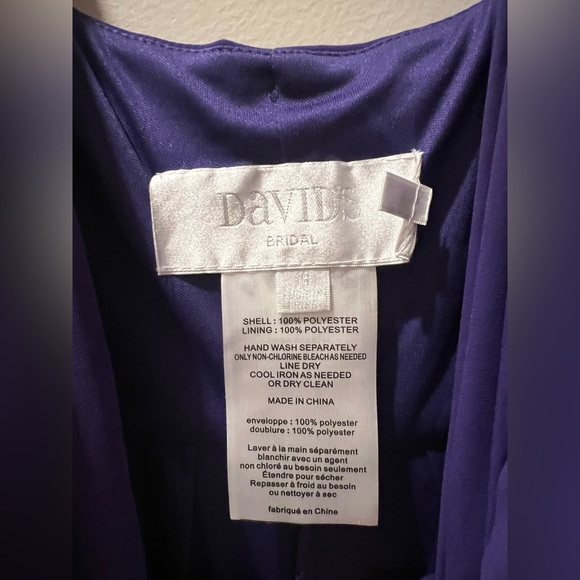 DaVID'S
BRIDAL
SHELL : 100% POLYESTER
LINING : 100% POLYESTER
HAND WASH SEPARATELY
ONLY NON-CHLORINE BLEACH AS NEEDED
LINE DRY
COOL IRON AS NEEDED
OR DRY CLEAN
MADE IN CHINA
enveloppe : 100% polyester
doublure : 100% polyester
Laver à la main séparément
blanchir avec un agent
non chloré au besoin seulement
Étendre pour sécher
Repasser à froid au besoin
ou nettoyer à sec
fabriqué en Chine